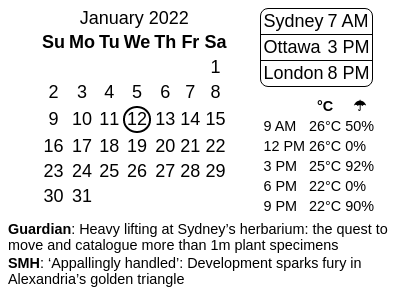 January 2022
Su Mo Tu We Th Fr Sa
1
2 3 4 5 6 7 8
9 10 11 12 13 14 15
16 17 18 19 20 21 22
23 24 25 26 27 28 29
30 31
Sydney 7 AM
Ottawa 3 PM
London 8 PM
°C ☂
9 AM 26°C 50%
12 PM 26°C 0%
3 PM 25°C 92%
6 PM 22°C 0%
9 PM 22°C 90%
Guardian: Heavy lifting at Sydney’s herbarium: the quest to
move and catalogue more than 1m plant specimens
SMH: ‘Appallingly handled’: Development sparks fury in
Alexandria’s golden triangle